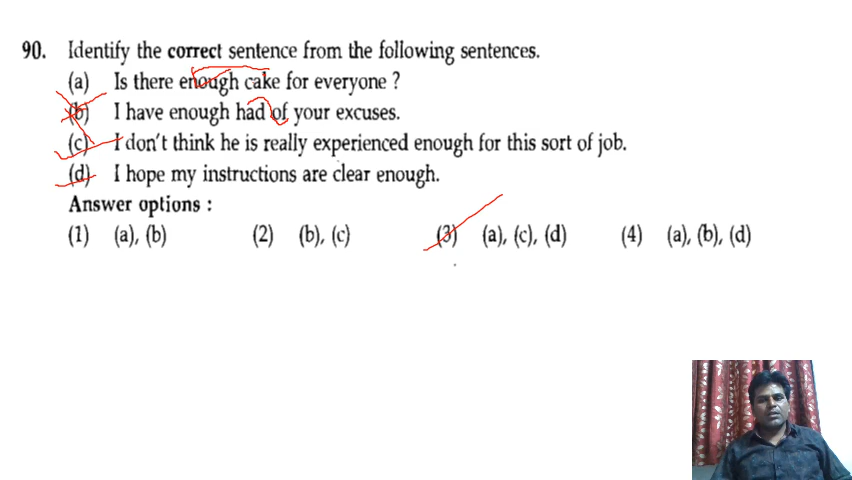 90. Identify the correct sentence from the following sentences.
(a) Is there enough cake for everyone ?
(b) I have enough had of your excuses.
(c) I don't think he is really experienced enough for this sort of job.
(d) I hope my instructions are clear enough.
Answer options :
(1) (a), (b) (2) (b), (c) (3) (a), (c), (d) (4) (a), (b), (d)